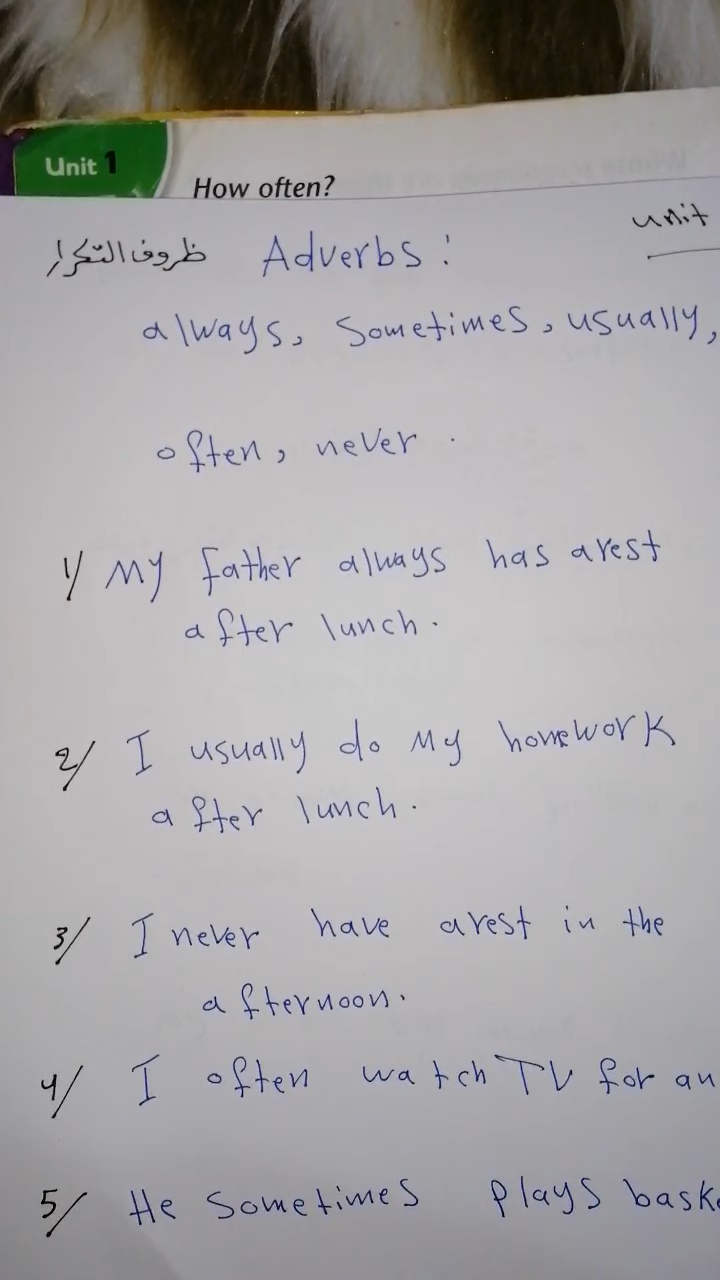 Unit 1
How often?
unit
ظروف التكرار Adverbs:
always, Sometimes, usually,
often, never.
1/ My father always has arest
after lunch.
2/ I usually do My homework
after lunch.
3/ I never have arest in the
afternoon.
4/ I often watch TV for an
5/ He Sometimes plays bask